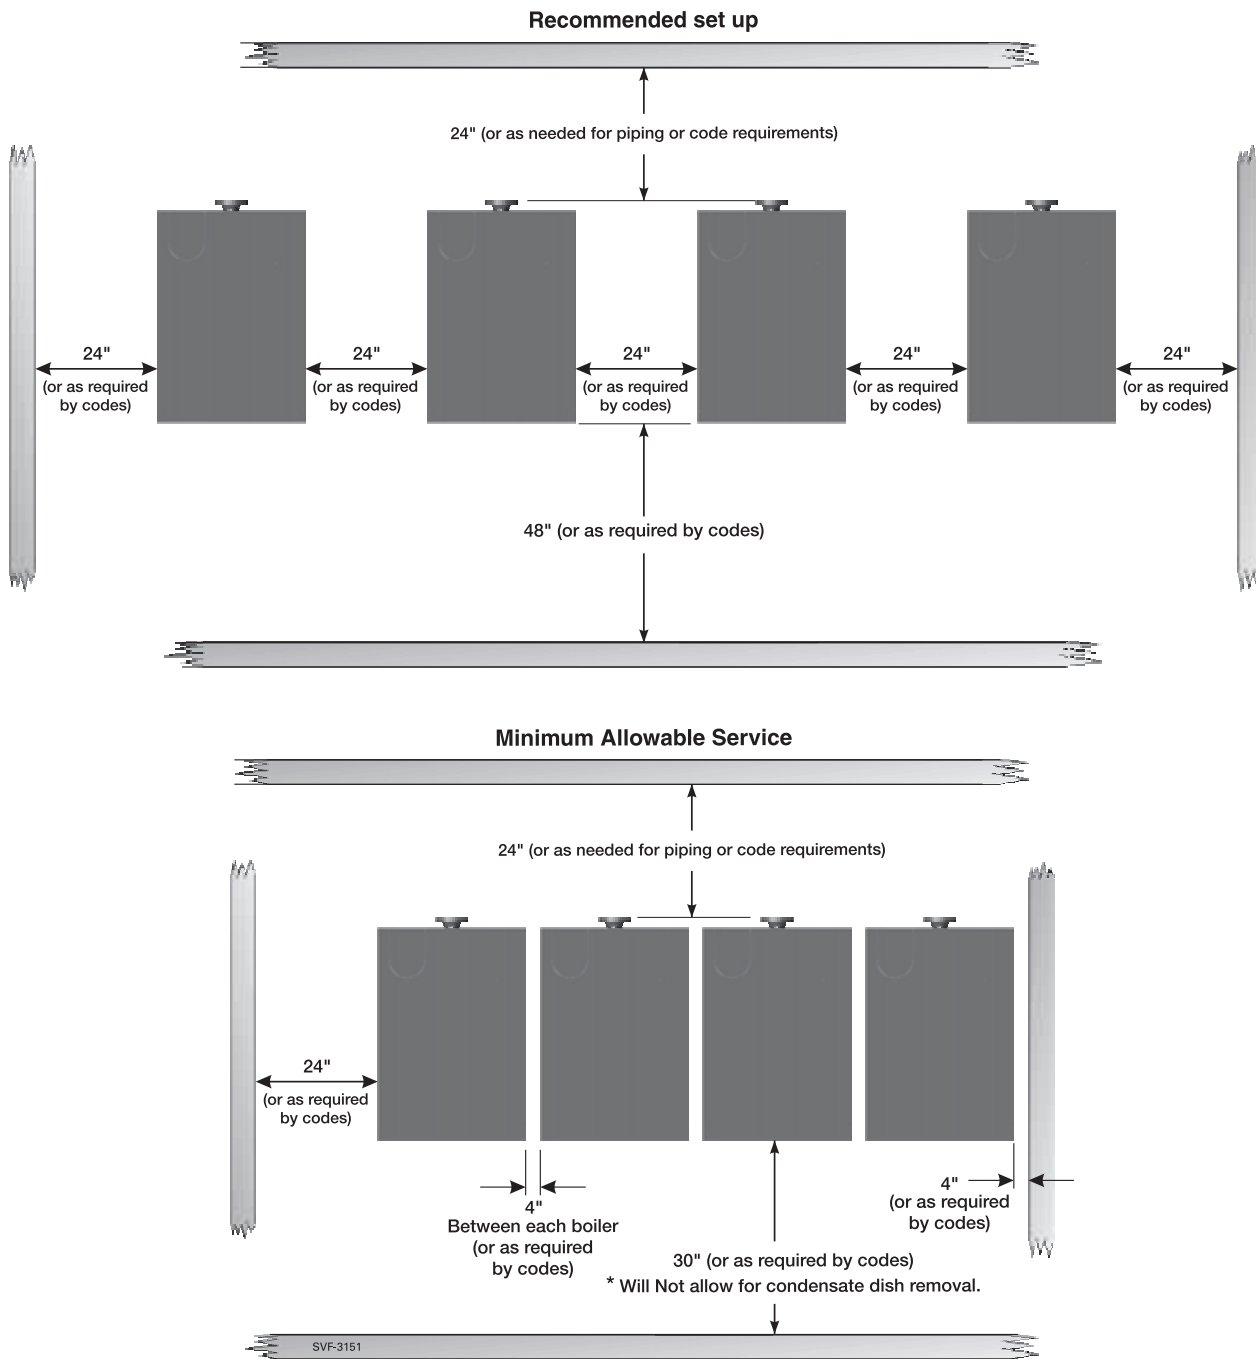 Recommended set up
24" (or as needed for piping or code requirements)
24"
(or as required
by codes)
24"
(or as required
by codes)
24"
(or as required
by codes)
24"
(or as required
by codes)
24"
(or as required
by codes)
48" (or as required by codes)
Minimum Allowable Service
24" (or as needed for piping or code requirements)
24"
(or as required
by codes)
4"
Between each boiler
(or as required
by codes)
4"
(or as required
by codes)
30" (or as required by codes)
* Will Not allow for condensate dish removal.
SVF-3151